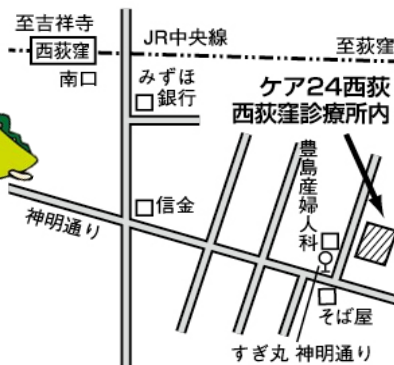 至吉祥寺
西荻窪
南口
JR中央線
至荻窪
みずほ
銀行
ケア24西荻
西荻窪診療所内
豊島産婦人科
信金
神明通り
そば屋
すぎ丸 神明通り